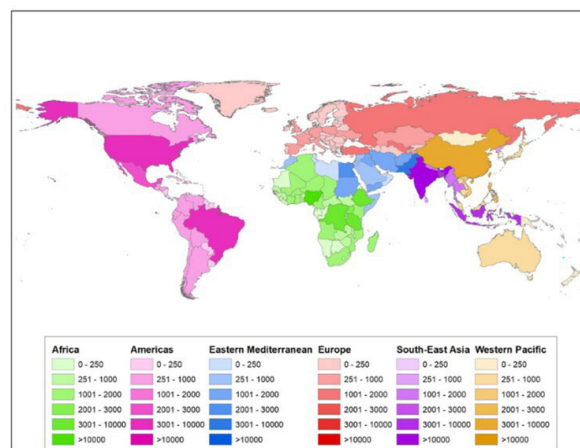 Africa Americas Eastern Mediterranean Europe South-East Asia Western Pacific
0 - 250 0 - 250 0 - 250 0 - 250 0 - 250 0 - 250
251 - 1000 251 - 1000 251 - 1000 251 - 1000 251 - 1000 251 - 1000
1001 - 2000 1001 - 2000 1001 - 2000 1001 - 2000 1001 - 2000 1001 - 2000
2001 - 3000 2001 - 3000 2001 - 3000 2001 - 3000 2001 - 3000 2001 - 3000
3001 - 10000 3001 - 10000 3001 - 10000 3001 - 10000 3001 - 10000 3001 - 10000
>10000 >10000 >10000 >10000 >10000 >10000